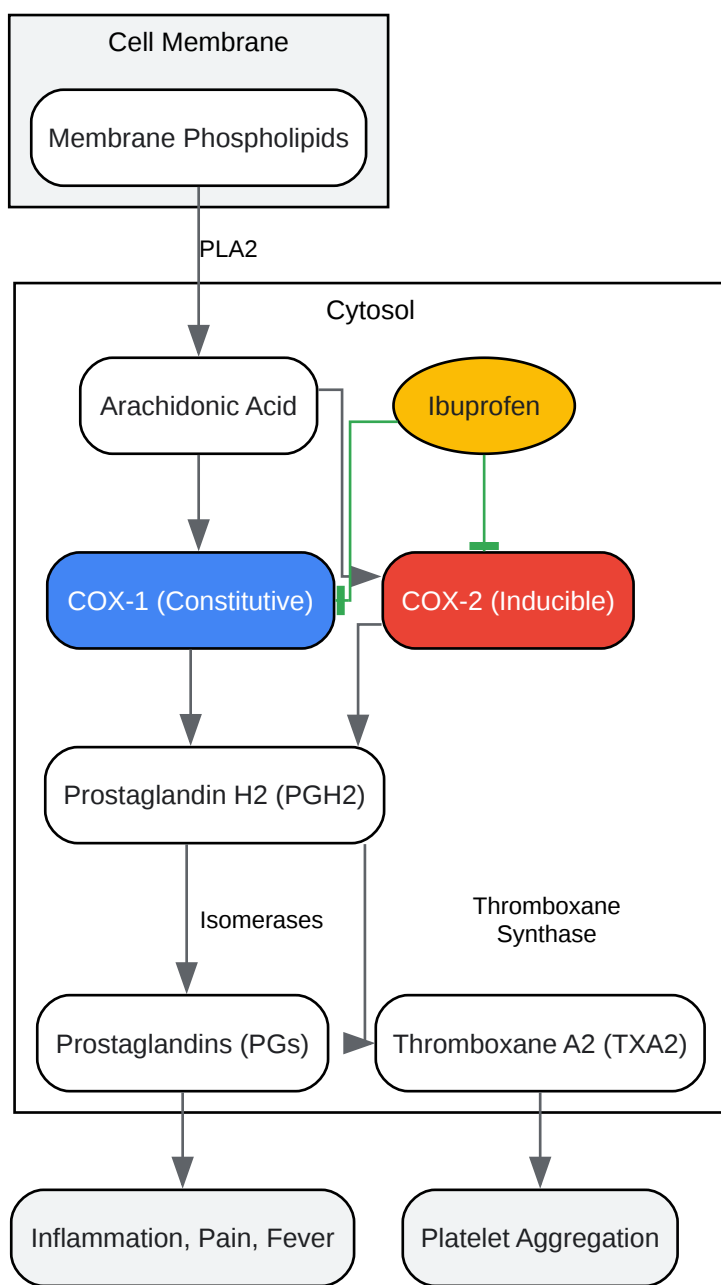 Cell Membrane
Membrane Phospholipids
PLA2
Cytosol
Arachidonic Acid
Ibuprofen
COX-1 (Constitutive)
COX-2 (Inducible)
Prostaglandin H2 (PGH2)
Isomerases
Thromboxane
Synthase
Prostaglandins (PGs)
Thromboxane A2 (TXA2)
Inflammation, Pain, Fever
Platelet Aggregation